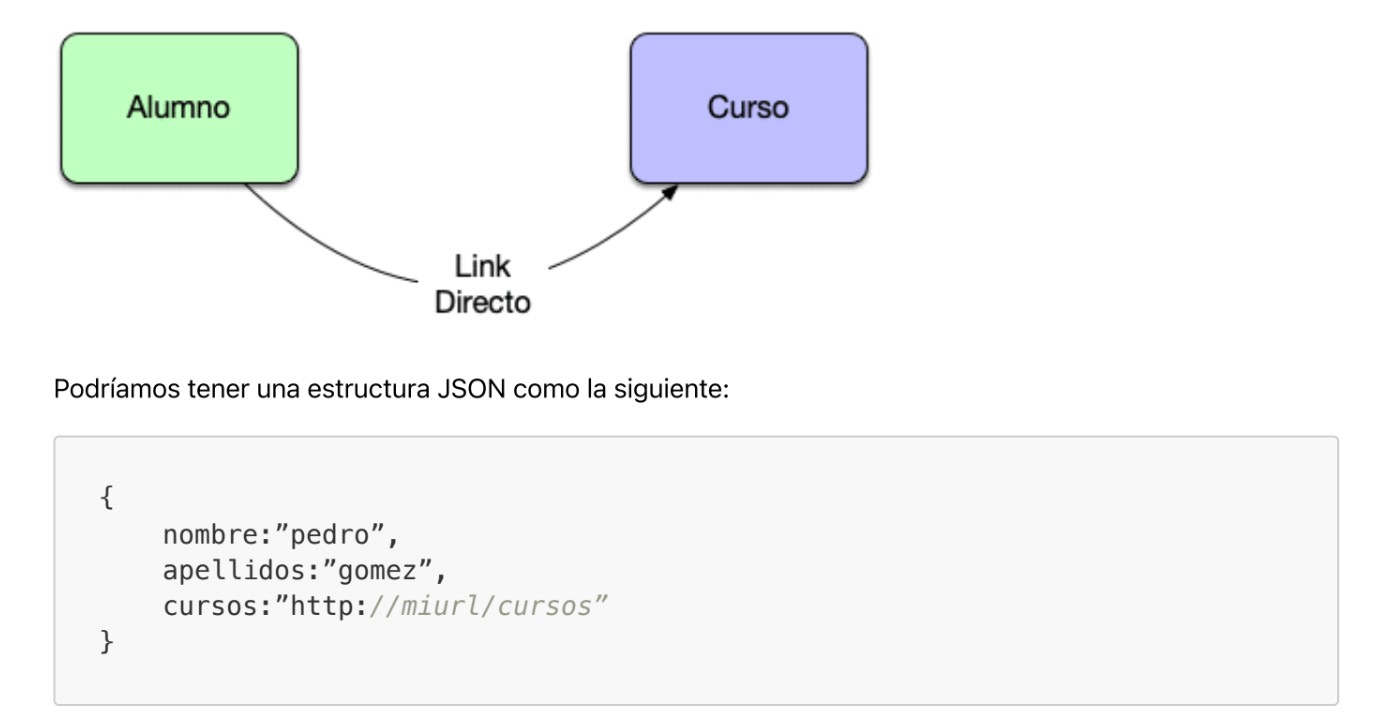 Alumno
Curso
Link
Directo
Podríamos tener una estructura JSON como la siguiente:
{
nombre:”pedro”,
apellidos:”gomez”,
cursos:”http://miurl/cursos”
}